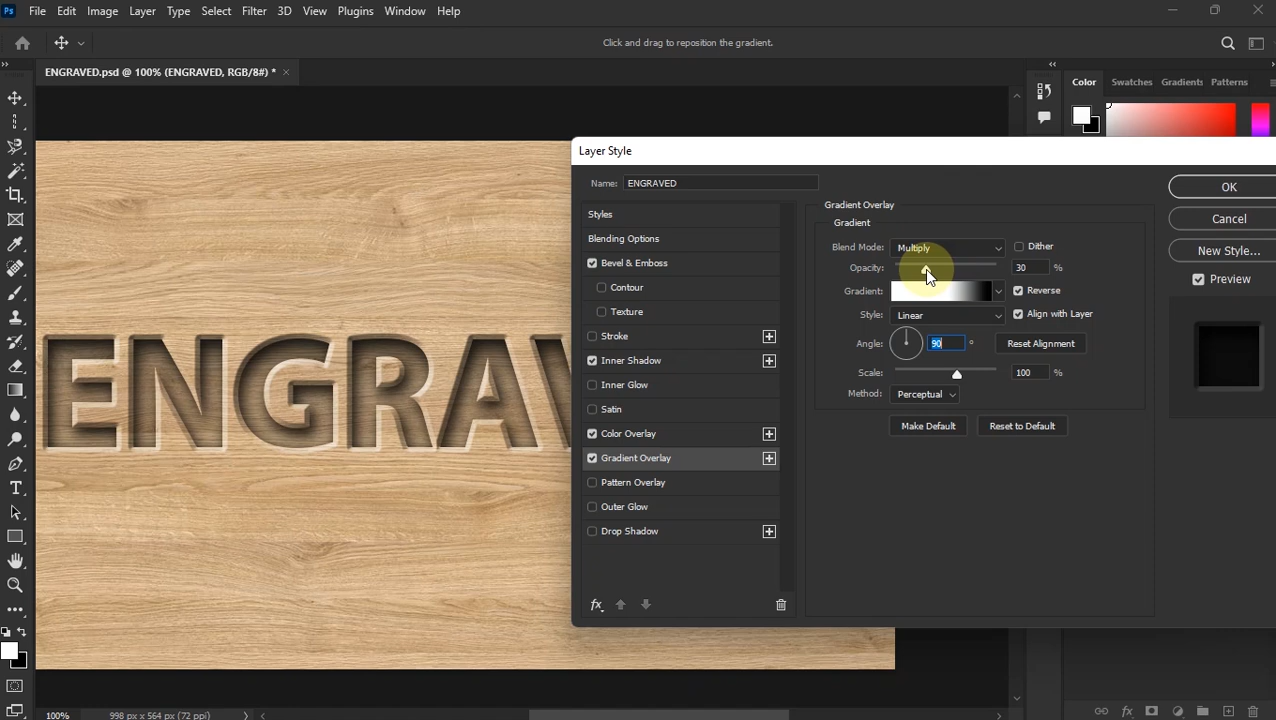 Ps File Edit Image Layer Type Select Filter 3D View Plugins Window Help
Click and drag to reposition the gradient.
ENGRAVED.psd @ 100% (ENGRAVED, RGB/8#) * ×
Color Swatches Gradients Patterns
Layer Style
Name: ENGRAVED
Styles
Blending Options
Bevel & Emboss
Contour
Texture
Stroke
Inner Shadow
Inner Glow
Satin
Color Overlay
Gradient Overlay
Pattern Overlay
Outer Glow
Drop Shadow
fx
Gradient Overlay
Gradient
Blend Mode: Multiply Dither
Opacity: 30 %
Gradient: Reverse
Style: Linear Align with Layer
Angle: 90 ° Reset Alignment
Scale: 100 %
Method: Perceptual
Make Default Reset to Default
OK
Cancel
New Style...
Preview
ENGRAV
100% 998 px x 564 px (72 ppi)
fx